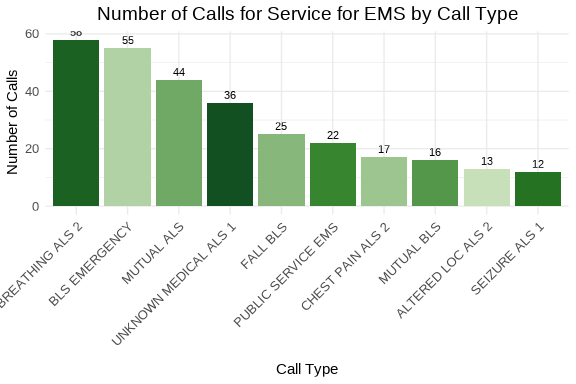 Number of Calls for Service for EMS by Call Type
Number of Calls
60
40
20
0
58
55
44
36
25
22
17
16
13
12
BREATHING ALS 2
BLS EMERGENCY
MUTUAL ALS
UNKNOWN MEDICAL ALS 1
FALL BLS
PUBLIC SERVICE EMS
CHEST PAIN ALS 2
MUTUAL BLS
ALTERED LOC ALS 2
SEIZURE ALS 1
Call Type